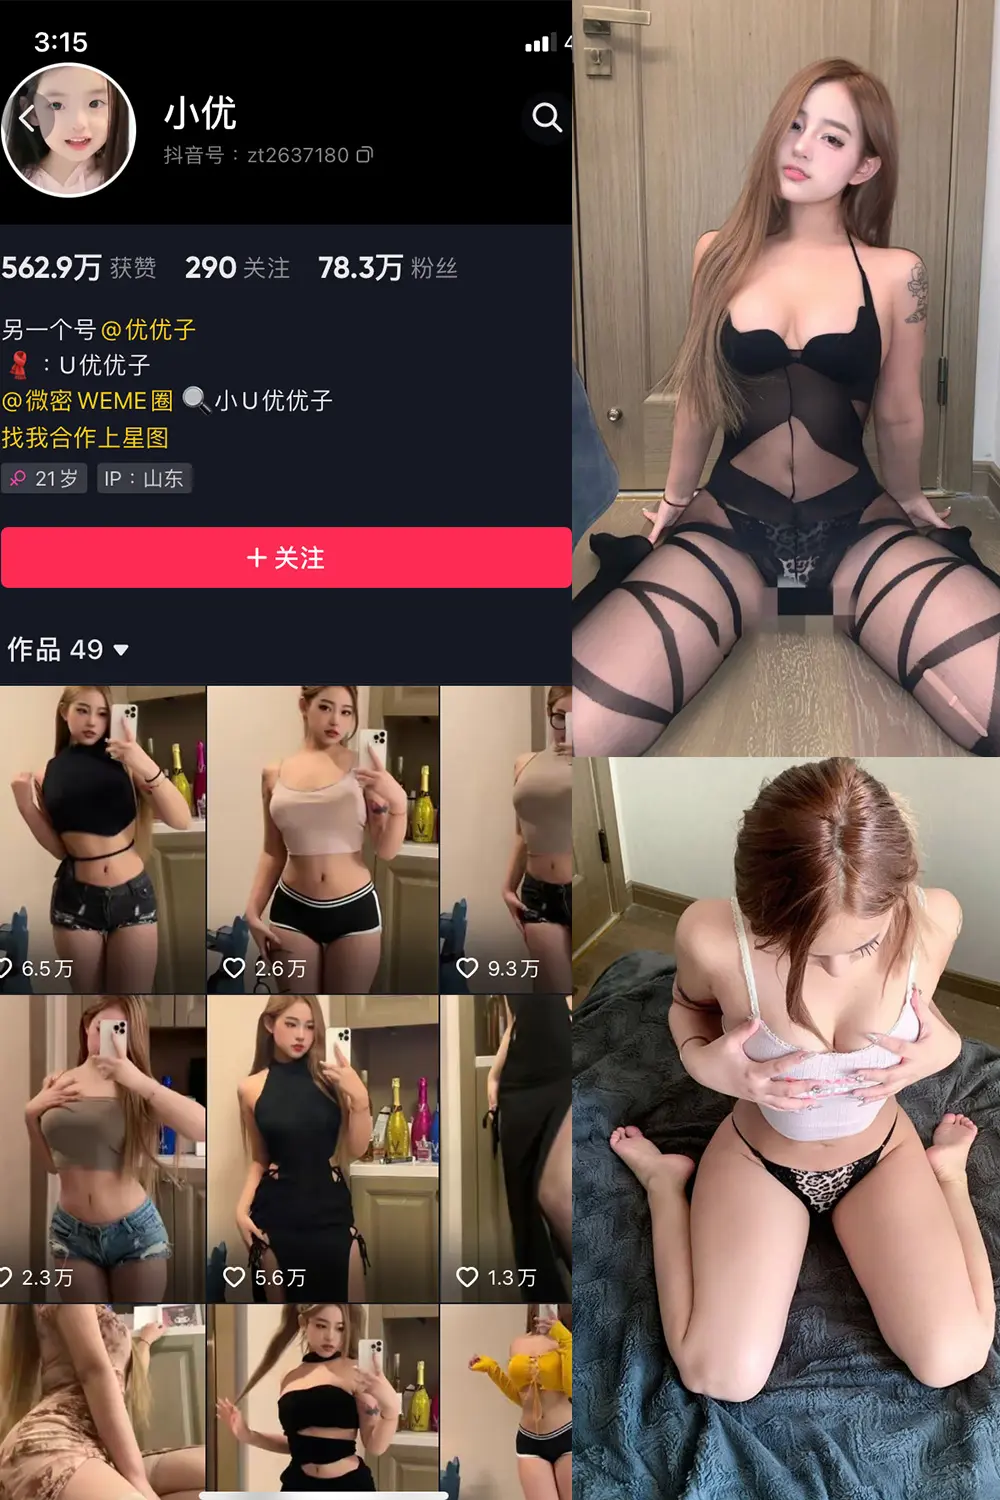 3:15
4
小优
抖音号：zt2637180
562.9万 获赞 290 关注 78.3万 粉丝
另一个号@优优子
：U优优子
@微密WEME圈 小U优优子
找我合作上星图
21岁 IP：山东
+ 关注
作品 49
6.5万 2.6万 9.3万
2.3万 5.6万 1.3万